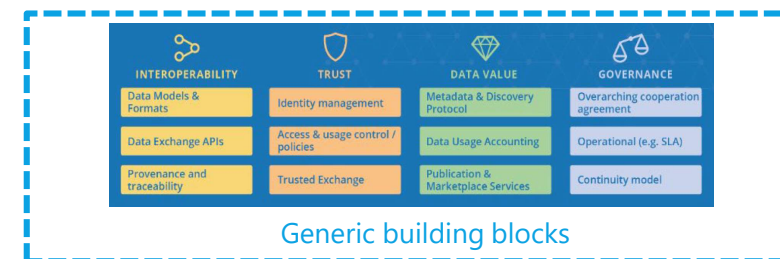 INTEROPERABILITY
Data Models &
Formats
Data Exchange APIs
Provenance and
traceability
TRUST
Identity management
Access & usage control /
policies
Trusted Exchange
DATA VALUE
Metadata & Discovery
Protocol
Data Usage Accounting
Publication &
Marketplace Services
GOVERNANCE
Overarching cooperation
agreement
Operational (e.g. SLA)
Continuity model
Generic building blocks